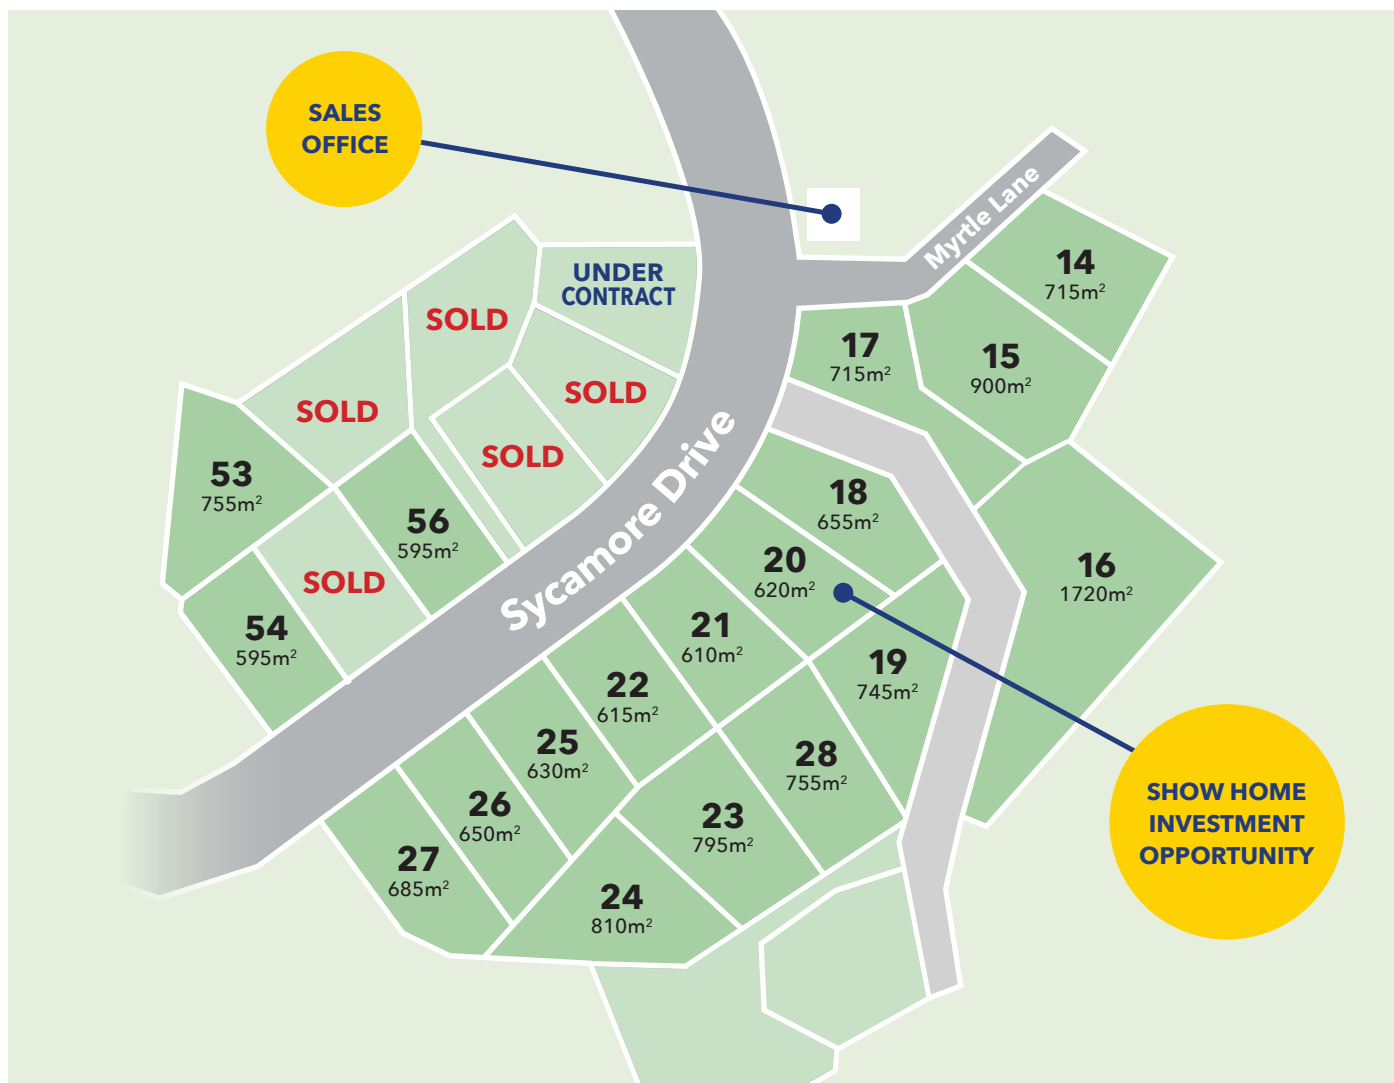 SALES
OFFICE
Myrtle Lane
14
715m²
UNDER
CONTRACT
SOLD
17
715m²
15
900m²
SOLD
SOLD
SOLD
53
755m²
18
655m²
56
595m²
Sycamore Drive
20
620m²
16
1720m²
SOLD
54
595m²
21
610m²
19
745m²
22
615m²
25
630m²
28
755m²
26
650m²
23
795m²
SHOW HOME
INVESTMENT
OPPORTUNITY
27
685m²
24
810m²